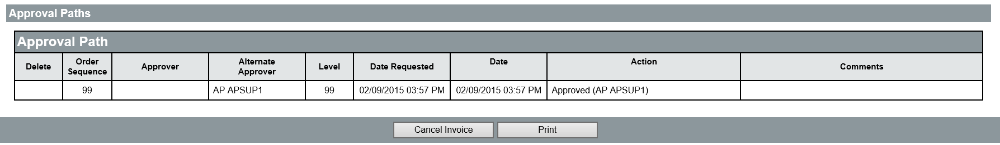 Approval Paths
Approval Path
Delete Order Sequence Approver Alternate Approver Level Date Requested Date Action Comments
99 AP APSUP1 99 02/09/2015 03:57 PM 02/09/2015 03:57 PM Approved (AP APSUP1)
Cancel Invoice Print